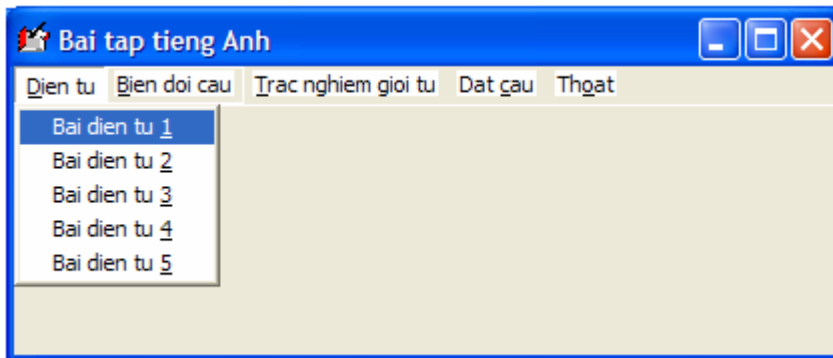 Bai tap tieng Anh
Dien tu Bien doi cau Trac nghiem gioi tu Dat cau Thoat
Bai dien tu 1
Bai dien tu 2
Bai dien tu 3
Bai dien tu 4
Bai dien tu 5